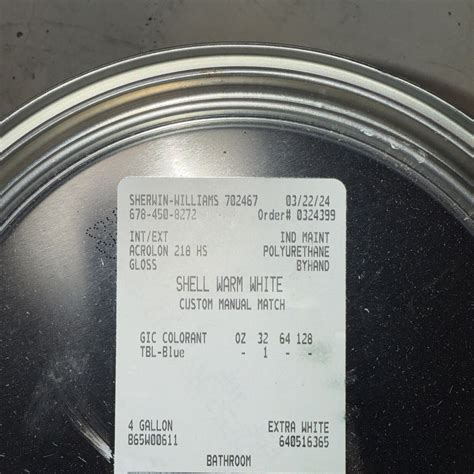 SHERWIN-WILLIAMS 702467 03/22/24
678-450-8272 Order# 0324399
INT/EXT IND MAINT
ACROLON 218 HS POLYURETHANE
GLOSS BYHAND
SHELL WARM WHITE
CUSTOM MANUAL MATCH
GIC COLORANT OZ 32 64 128
TBL-Blue - 1 - -
4 GALLON EXTRA WHITE
B65W00611 640516365
BATHROOM